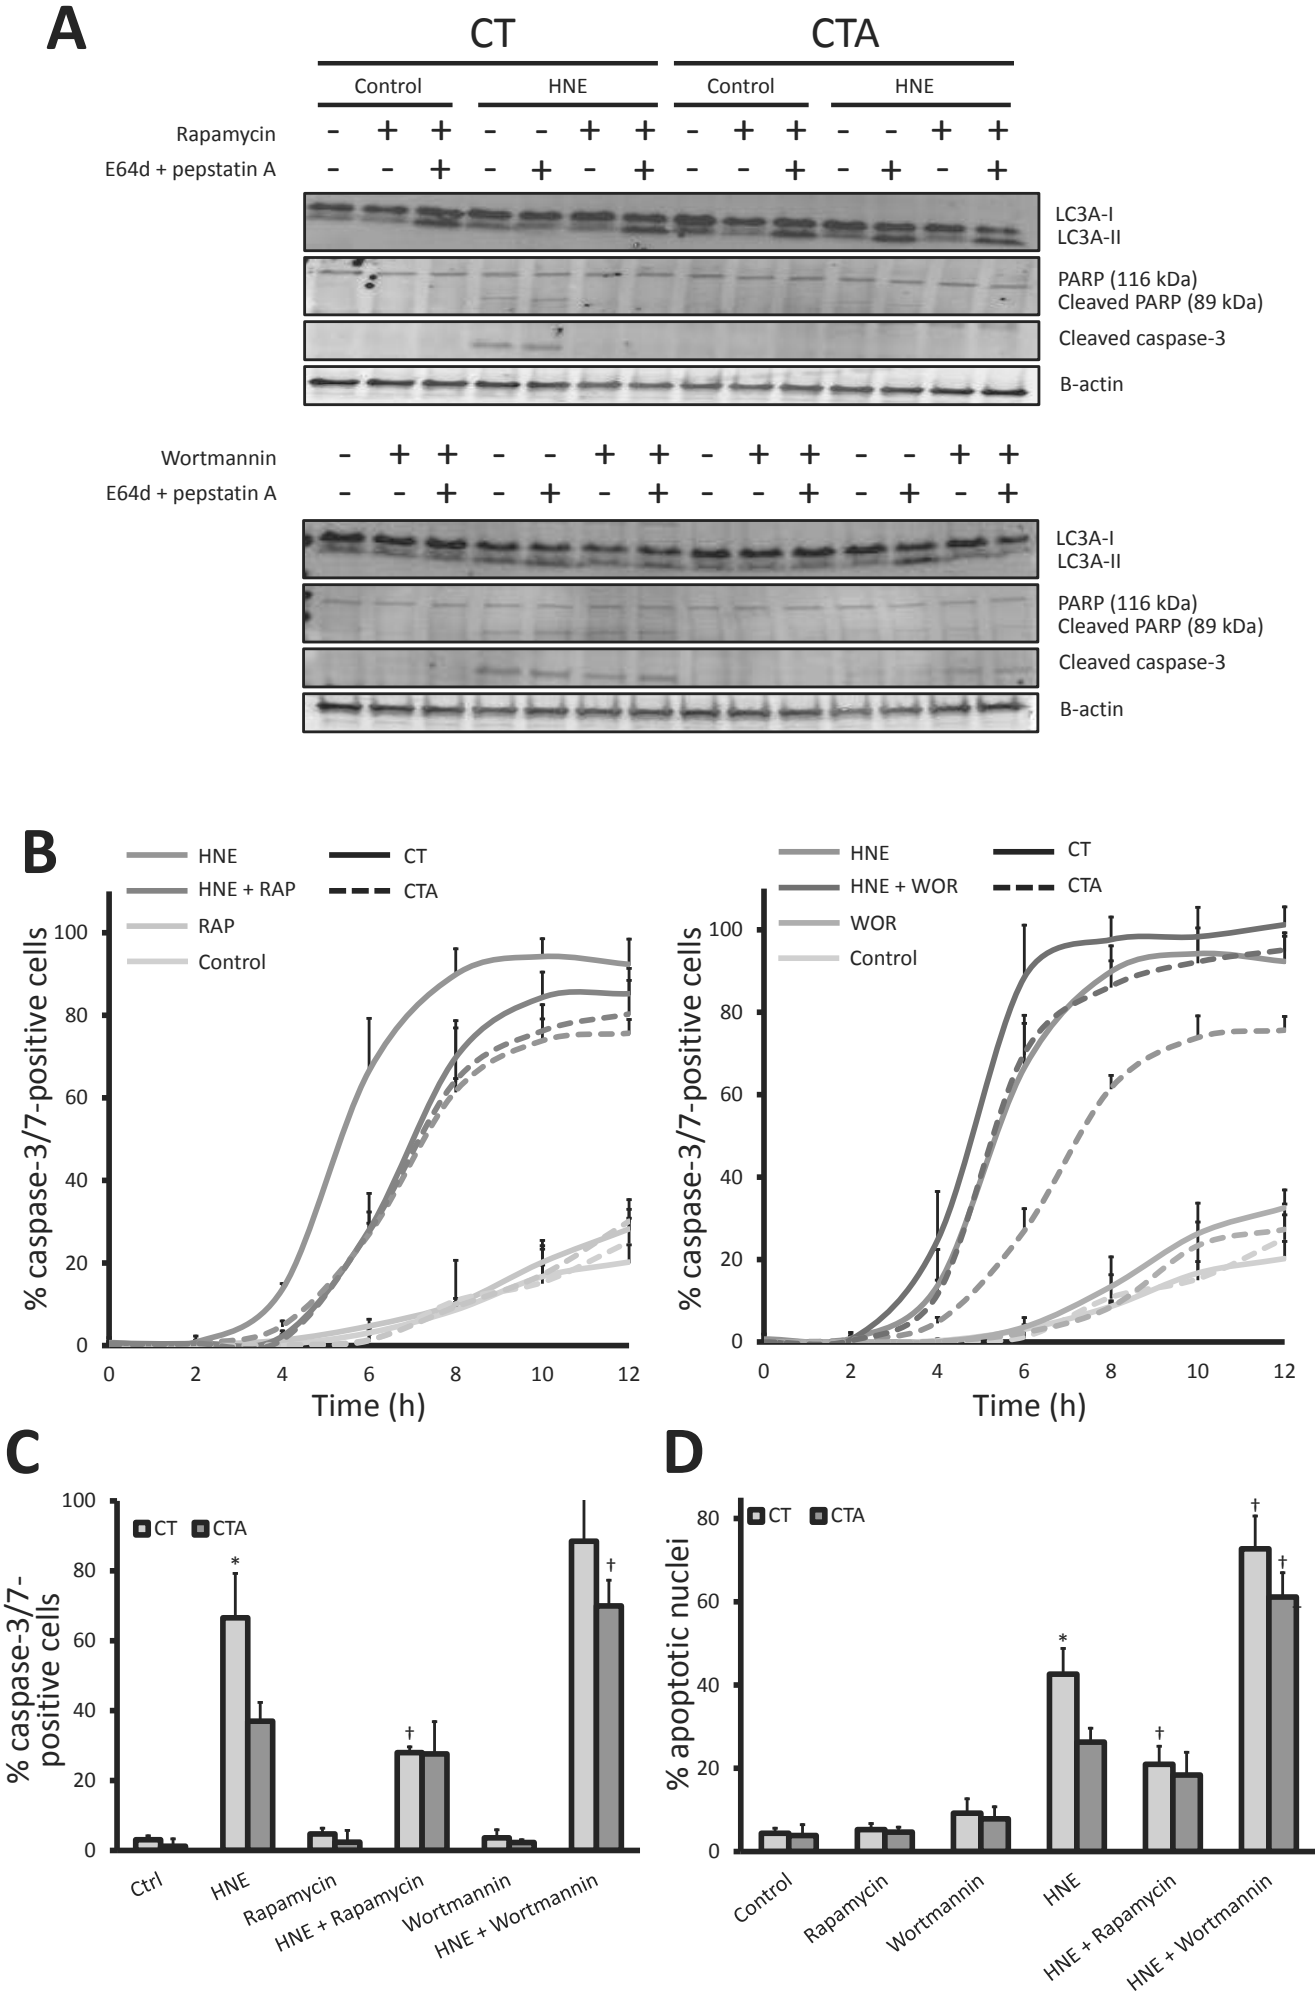 A
CT CTA
Control HNE Control HNE
Rapamycin - + + - - + + - + + - - + +
E64d + pepstatin A - - + - + - + - - + - + - +
LC3A-I
LC3A-II
PARP (116 kDa)
Cleaved PARP (89 kDa)
Cleaved caspase-3
B-actin
Wortmannin - + + - - + + - + + - - + +
E64d + pepstatin A - - + - + - + - - + - + - +
LC3A-I
LC3A-II
PARP (116 kDa)
Cleaved PARP (89 kDa)
Cleaved caspase-3
B-actin
B
HNE CT
HNE + RAP CTA
RAP
Control
% caspase-3/7-positive cells
100
80
60
40
20
0
0 2 4 6 8 10 12
Time (h)
HNE CT
HNE + WOR CTA
WOR
Control
% caspase-3/7-positive cells
100
80
60
40
20
0
0 2 4 6 8 10 12
Time (h)
C
CT CTA
% caspase-3/7-
positive cells
100
80
60
40
20
0
*
†
†
Ctrl
HNE
Rapamycin
HNE + Rapamycin
Wortmannin
HNE + Wortmannin
D
CT CTA
% apoptotic nuclei
80
60
40
20
0
*
†
†
†
Control
Rapamycin
Wortmannin
HNE
HNE + Rapamycin
HNE + Wortmannin